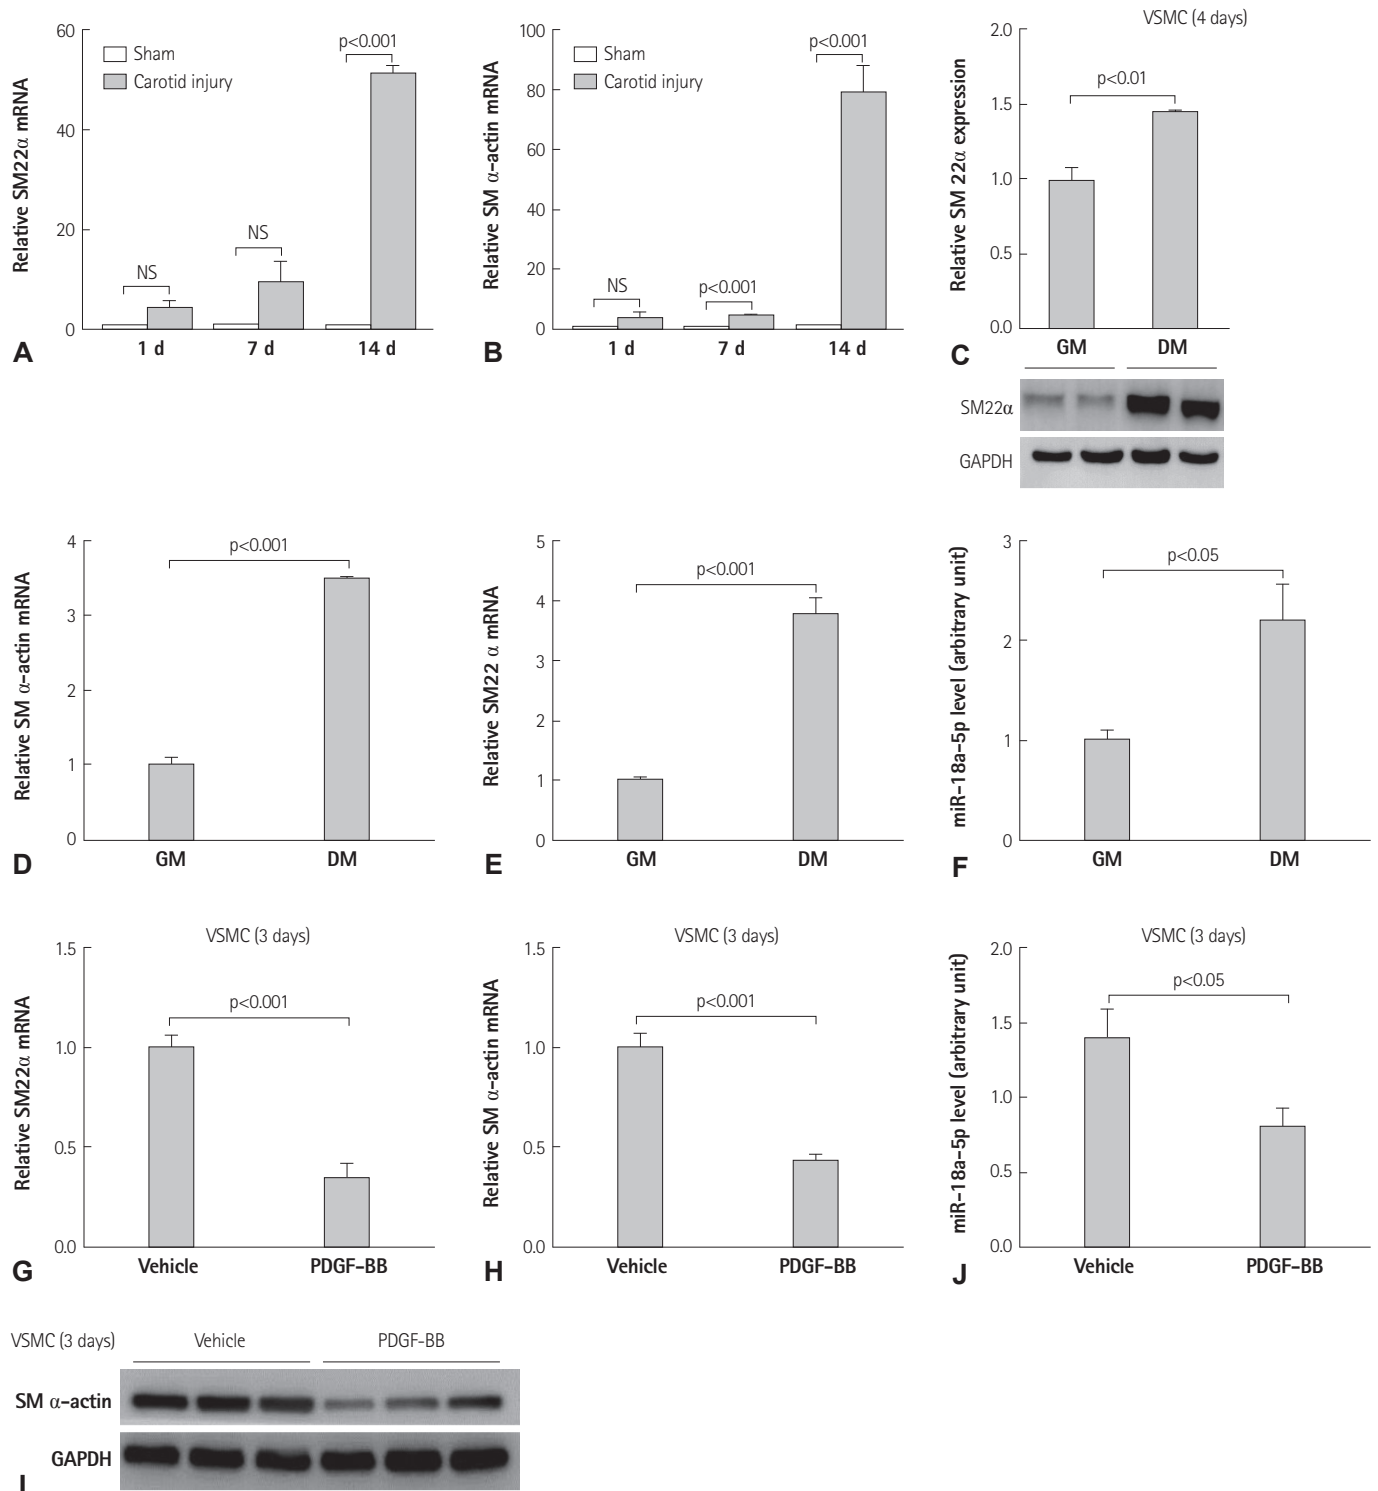 Relative SM22α mRNA
60
40
20
0
Sham
Carotid injury
NS
NS
p<0.001
1 d
7 d
14 d
A
Relative SM α-actin mRNA
100
80
60
40
20
0
Sham
Carotid injury
NS
p<0.001
p<0.001
1 d
7 d
14 d
B
VSMC (4 days)
Relative SM 22α expression
2.0
1.5
1.0
0.5
0.0
p<0.01
GM
DM
C
SM22α
GAPDH
Relative SM α-actin mRNA
4
3
2
1
0
p<0.001
GM
DM
D
Relative SM22 α mRNA
5
4
3
2
1
0
p<0.001
GM
DM
E
miR-18a-5p level (arbitrary unit)
3
2
1
0
p<0.05
GM
DM
F
VSMC (3 days)
Relative SM22α mRNA
1.5
1.0
0.5
0.0
p<0.001
Vehicle
PDGF-BB
G
VSMC (3 days)
Relative SM α-actin mRNA
1.5
1.0
0.5
0.0
p<0.001
Vehicle
PDGF-BB
H
VSMC (3 days)
miR-18a-5p level (arbitrary unit)
2.0
1.5
1.0
0.5
0.0
p<0.05
Vehicle
PDGF-BB
J
VSMC (3 days)
Vehicle
PDGF-BB
SM α-actin
GAPDH
I